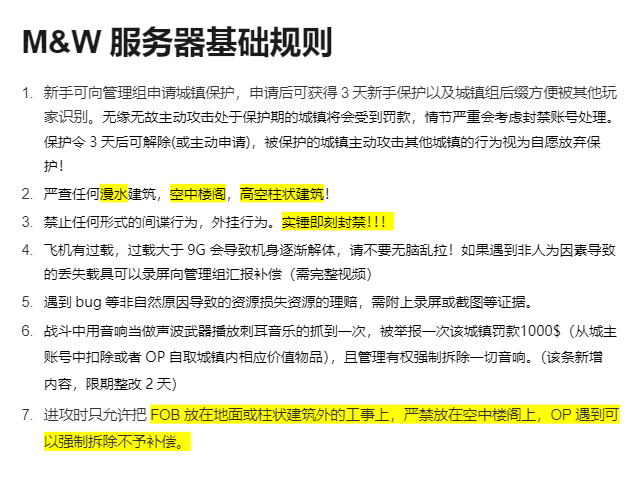 M&W 服务器基础规则
1. 新手可向管理组申请城镇保护，申请后可获得 3 天新手保护以及城镇组后缀方便被其他玩
家识别。无缘无故主动攻击处于保护期的城镇将会受到罚款，情节严重会考虑封禁账号处理。
保护令 3 天后可解除(或主动申请)，被保护的城镇主动攻击其他城镇的行为视为自愿放弃保
护！
2. 严查任何漫水建筑，空中楼阁，高空柱状建筑！
3. 禁止任何形式的间谍行为，外挂行为。实锤即刻封禁！！！
4. 飞机有过载，过载大于 9G 会导致机身逐渐解体，请不要无脑乱拉！如果遇到非人为因素导致
的丢失载具可以录屏向管理组汇报补偿（需完整视频）
5. 遇到 bug 等非自然原因导致的资源损失资源的理赔，需附上录屏或截图等证据。
6. 战斗中用音响当做声波武器播放刺耳音乐的抓到一次，被举报一次该城镇罚款1000$（从城主
账号中扣除或者 OP 自取城镇内相应价值物品），且管理有权强制拆除一切音响。（该条新增
内容，限期整改 2 天）
7. 进攻时只允许把 FOB 放在地面或柱状建筑外的工事上，严禁放在空中楼阁上，OP 遇到可
以强制拆除不予补偿。